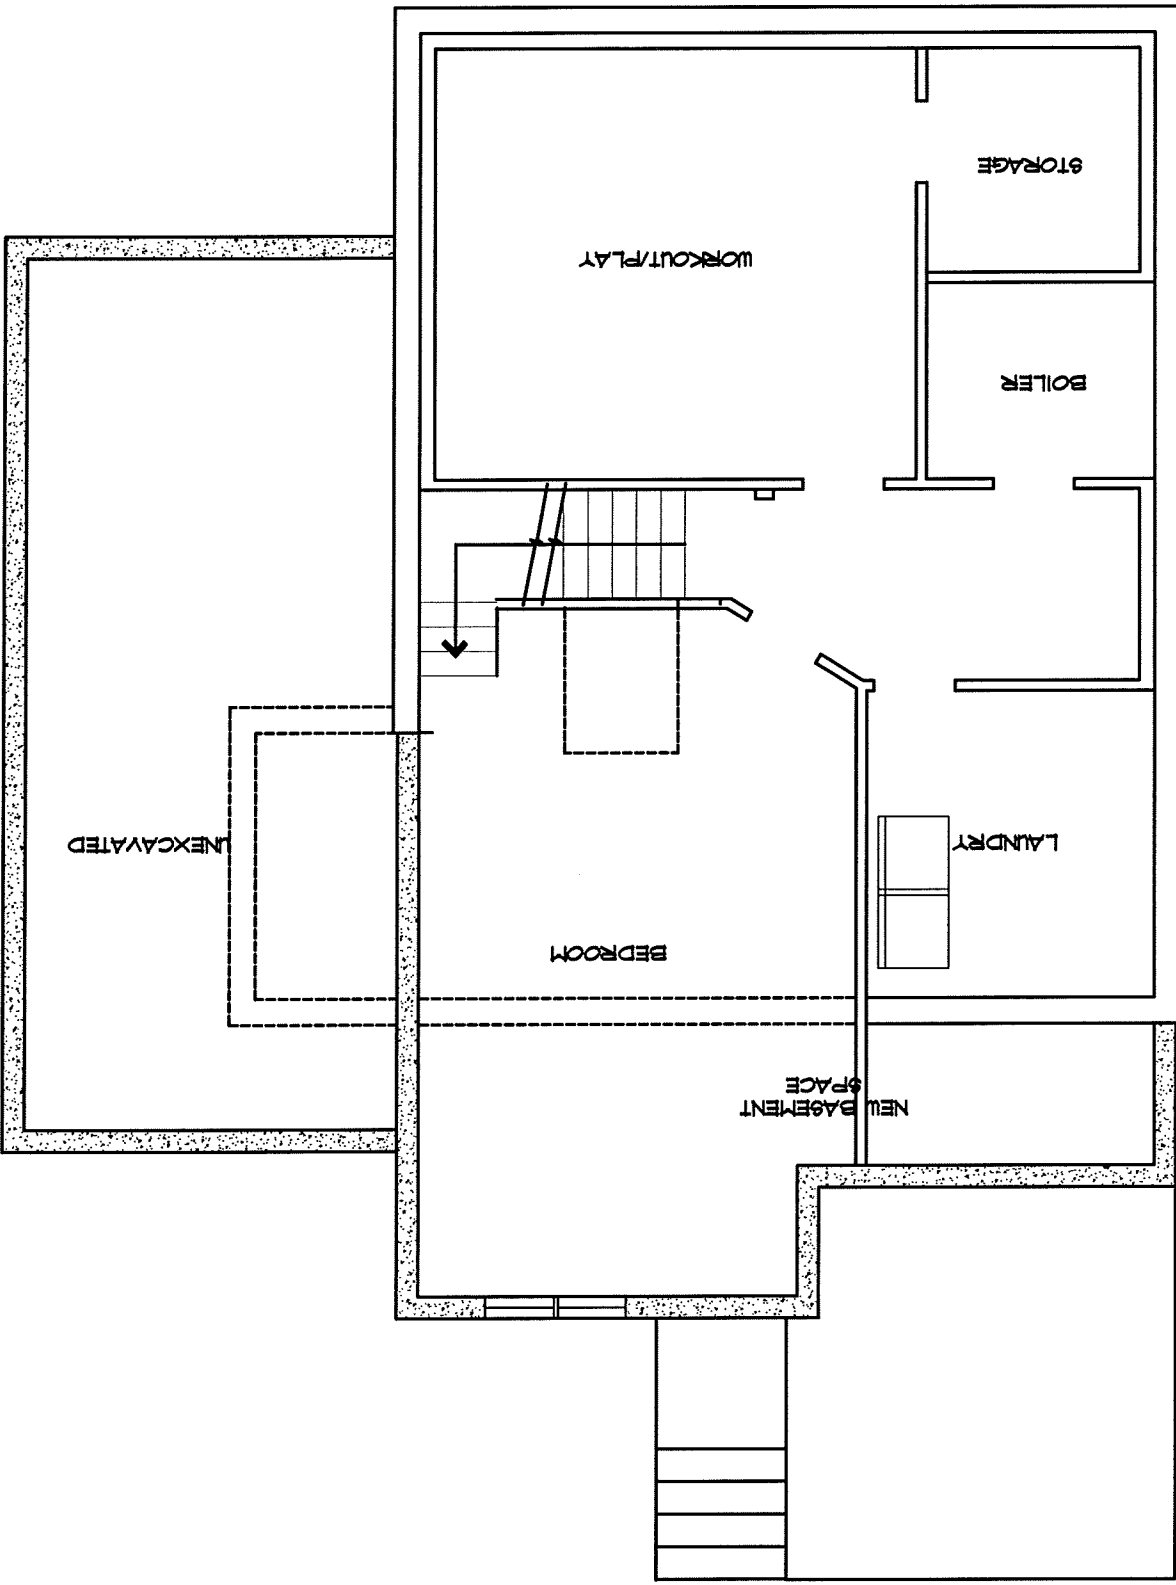 NEW BASEMENT
SPACE
BEDROOM
LAUNDRY
UNEXCAVATED
BOILER
WORKOUT/PLAY
STORAGE